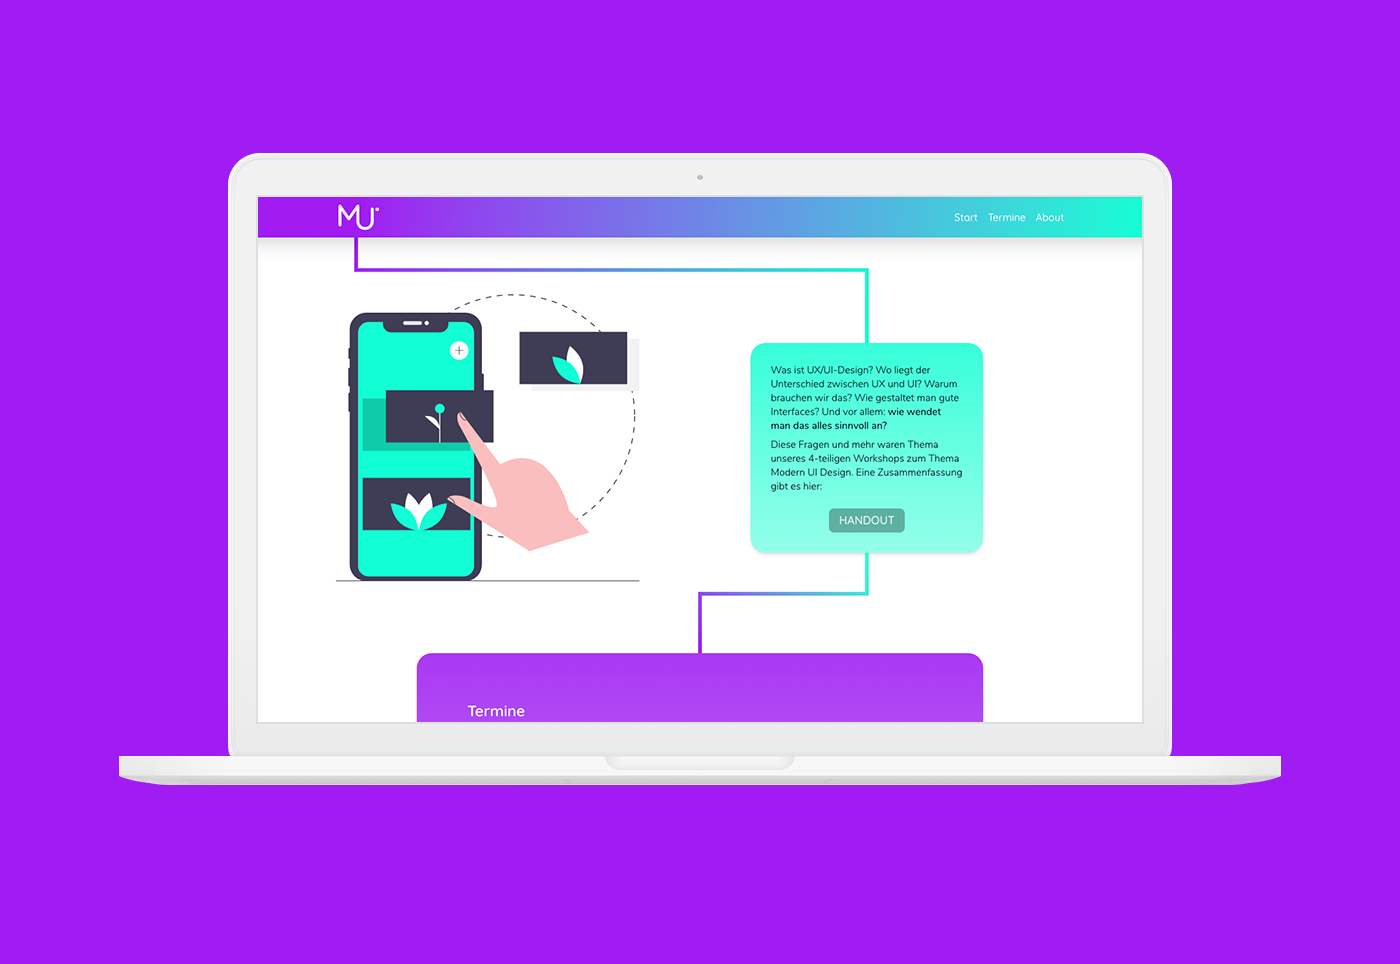 MU
Start Termine About
Was ist UX/UI-Design? Wo liegt der
Unterschied zwischen UX und UI? Warum
brauchen wir das? Wie gestaltet man gute
Interfaces? Und vor allem: wie wendet
man das alles sinnvoll an?
Diese Fragen und mehr waren Thema
unseres 4-teiligen Workshops zum Thema
Modern UI Design. Eine Zusammenfassung
gibt es hier:
HANDOUT
Termine